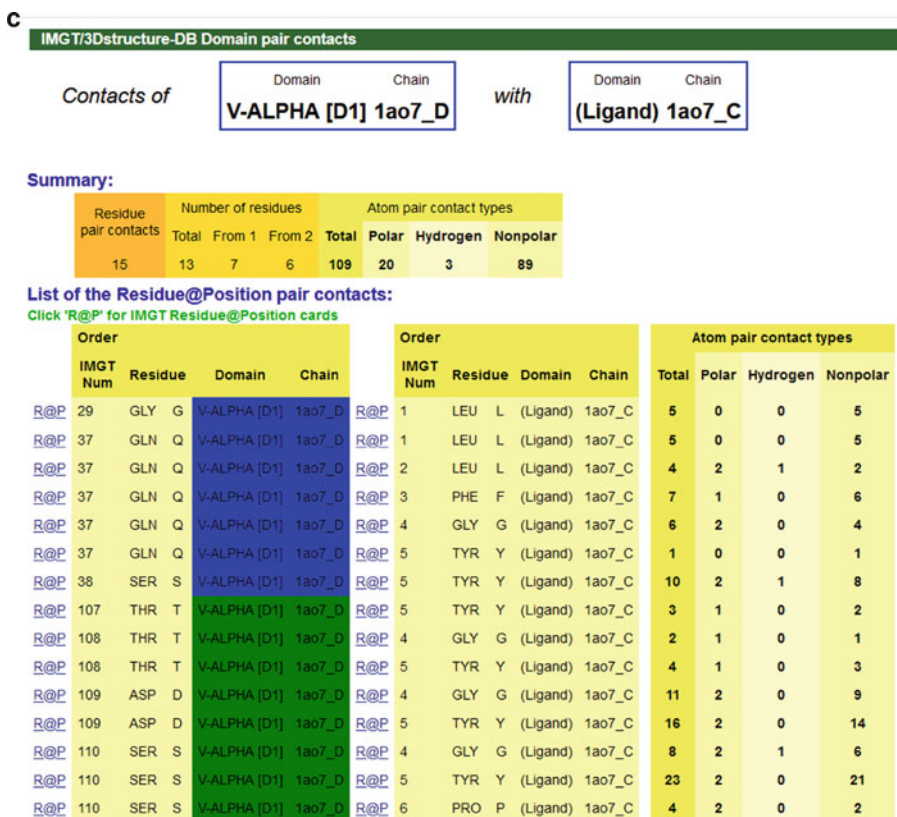 c
IMGT/3Dstructure-DB Domain pair contacts
Contacts of
Domain Chain
V-ALPHA [D1] 1ao7_D
with
Domain Chain
(Ligand) 1ao7_C
Summary:
Residue pair contacts Number of residues Atom pair contact types
Total From 1 From 2 Total Polar Hydrogen Nonpolar
15 13 7 6 109 20 3 89
List of the Residue@Position pair contacts:
Click 'R@P' for IMGT Residue@Position cards
Order Order Atom pair contact types
IMGT Num Residue Domain Chain IMGT Num Residue Domain Chain Total Polar Hydrogen Nonpolar
R@P 29 GLY G V-ALPHA [D1] 1ao7_D R@P 1 LEU L (Ligand) 1ao7_C 5 0 0 5
R@P 37 GLN Q V-ALPHA [D1] 1ao7_D R@P 1 LEU L (Ligand) 1ao7_C 5 0 0 5
R@P 37 GLN Q V-ALPHA [D1] 1ao7_D R@P 2 LEU L (Ligand) 1ao7_C 4 2 1 2
R@P 37 GLN Q V-ALPHA [D1] 1ao7_D R@P 3 PHE F (Ligand) 1ao7_C 7 1 0 6
R@P 37 GLN Q V-ALPHA [D1] 1ao7_D R@P 4 GLY G (Ligand) 1ao7_C 6 2 0 4
R@P 37 GLN Q V-ALPHA [D1] 1ao7_D R@P 5 TYR Y (Ligand) 1ao7_C 1 0 0 1
R@P 38 SER S V-ALPHA [D1] 1ao7_D R@P 5 TYR Y (Ligand) 1ao7_C 10 2 1 8
R@P 107 THR T V-ALPHA [D1] 1ao7_D R@P 5 TYR Y (Ligand) 1ao7_C 3 1 0 2
R@P 108 THR T V-ALPHA [D1] 1ao7_D R@P 4 GLY G (Ligand) 1ao7_C 2 1 0 1
R@P 108 THR T V-ALPHA [D1] 1ao7_D R@P 5 TYR Y (Ligand) 1ao7_C 4 1 0 3
R@P 109 ASP D V-ALPHA [D1] 1ao7_D R@P 4 GLY G (Ligand) 1ao7_C 11 2 0 9
R@P 109 ASP D V-ALPHA [D1] 1ao7_D R@P 5 TYR Y (Ligand) 1ao7_C 16 2 0 14
R@P 110 SER S V-ALPHA [D1] 1ao7_D R@P 4 GLY G (Ligand) 1ao7_C 8 2 1 6
R@P 110 SER S V-ALPHA [D1] 1ao7_D R@P 5 TYR Y (Ligand) 1ao7_C 23 2 0 21
R@P 110 SER S V-ALPHA [D1] 1ao7_D R@P 6 PRO P (Ligand) 1ao7_C 4 2 0 2